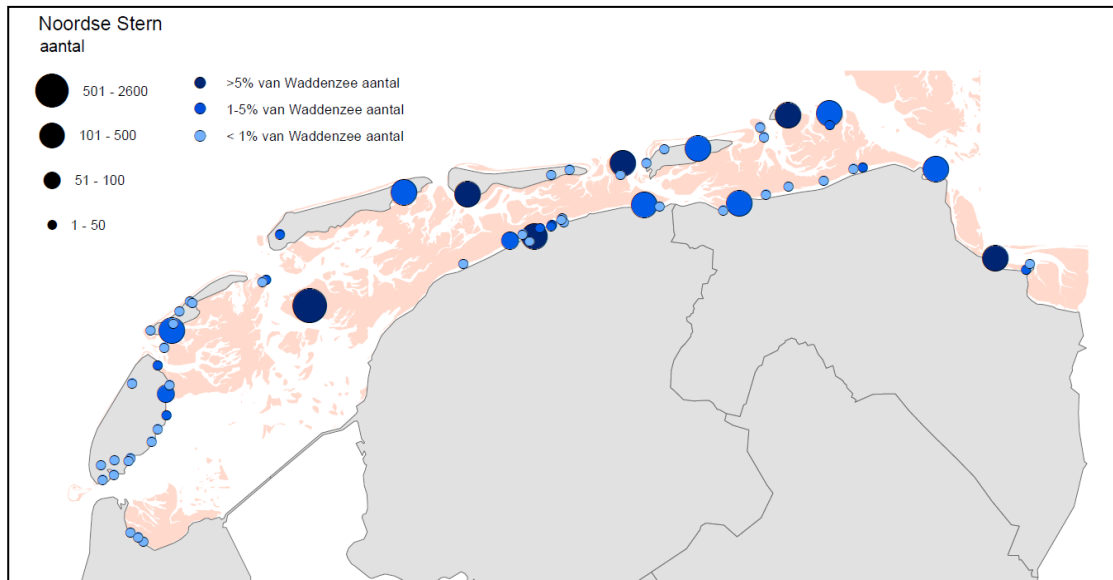 Noordse Stern
aantal
501 - 2600
>5% van Waddenzee aantal
1-5% van Waddenzee aantal
101 - 500
< 1% van Waddenzee aantal
51 - 100
1 - 50